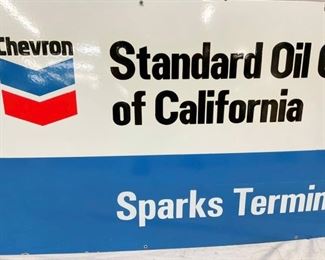 Chevron
Standard Oil C
of California
Sparks Termin